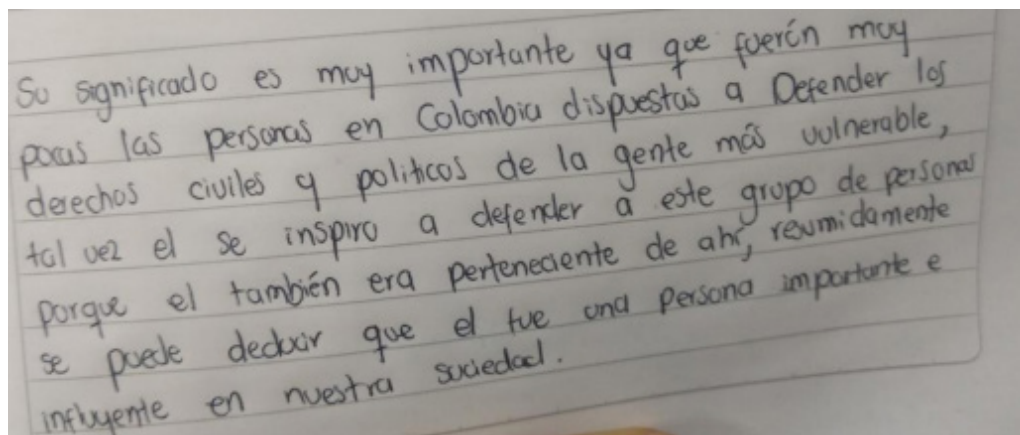 Su significado es muy importante ya que fuerón muy
pocas las personas en Colombia dispuestas a Defender los
derechos civiles y politicos de la gente más vulnerable,
tal vez el se inspiro a defender a este grupo de personas
porque el también era perteneciente de ahí, resumidamente
se puede deducir que el fue una persona importante e
influyente en nuestra sociedad.